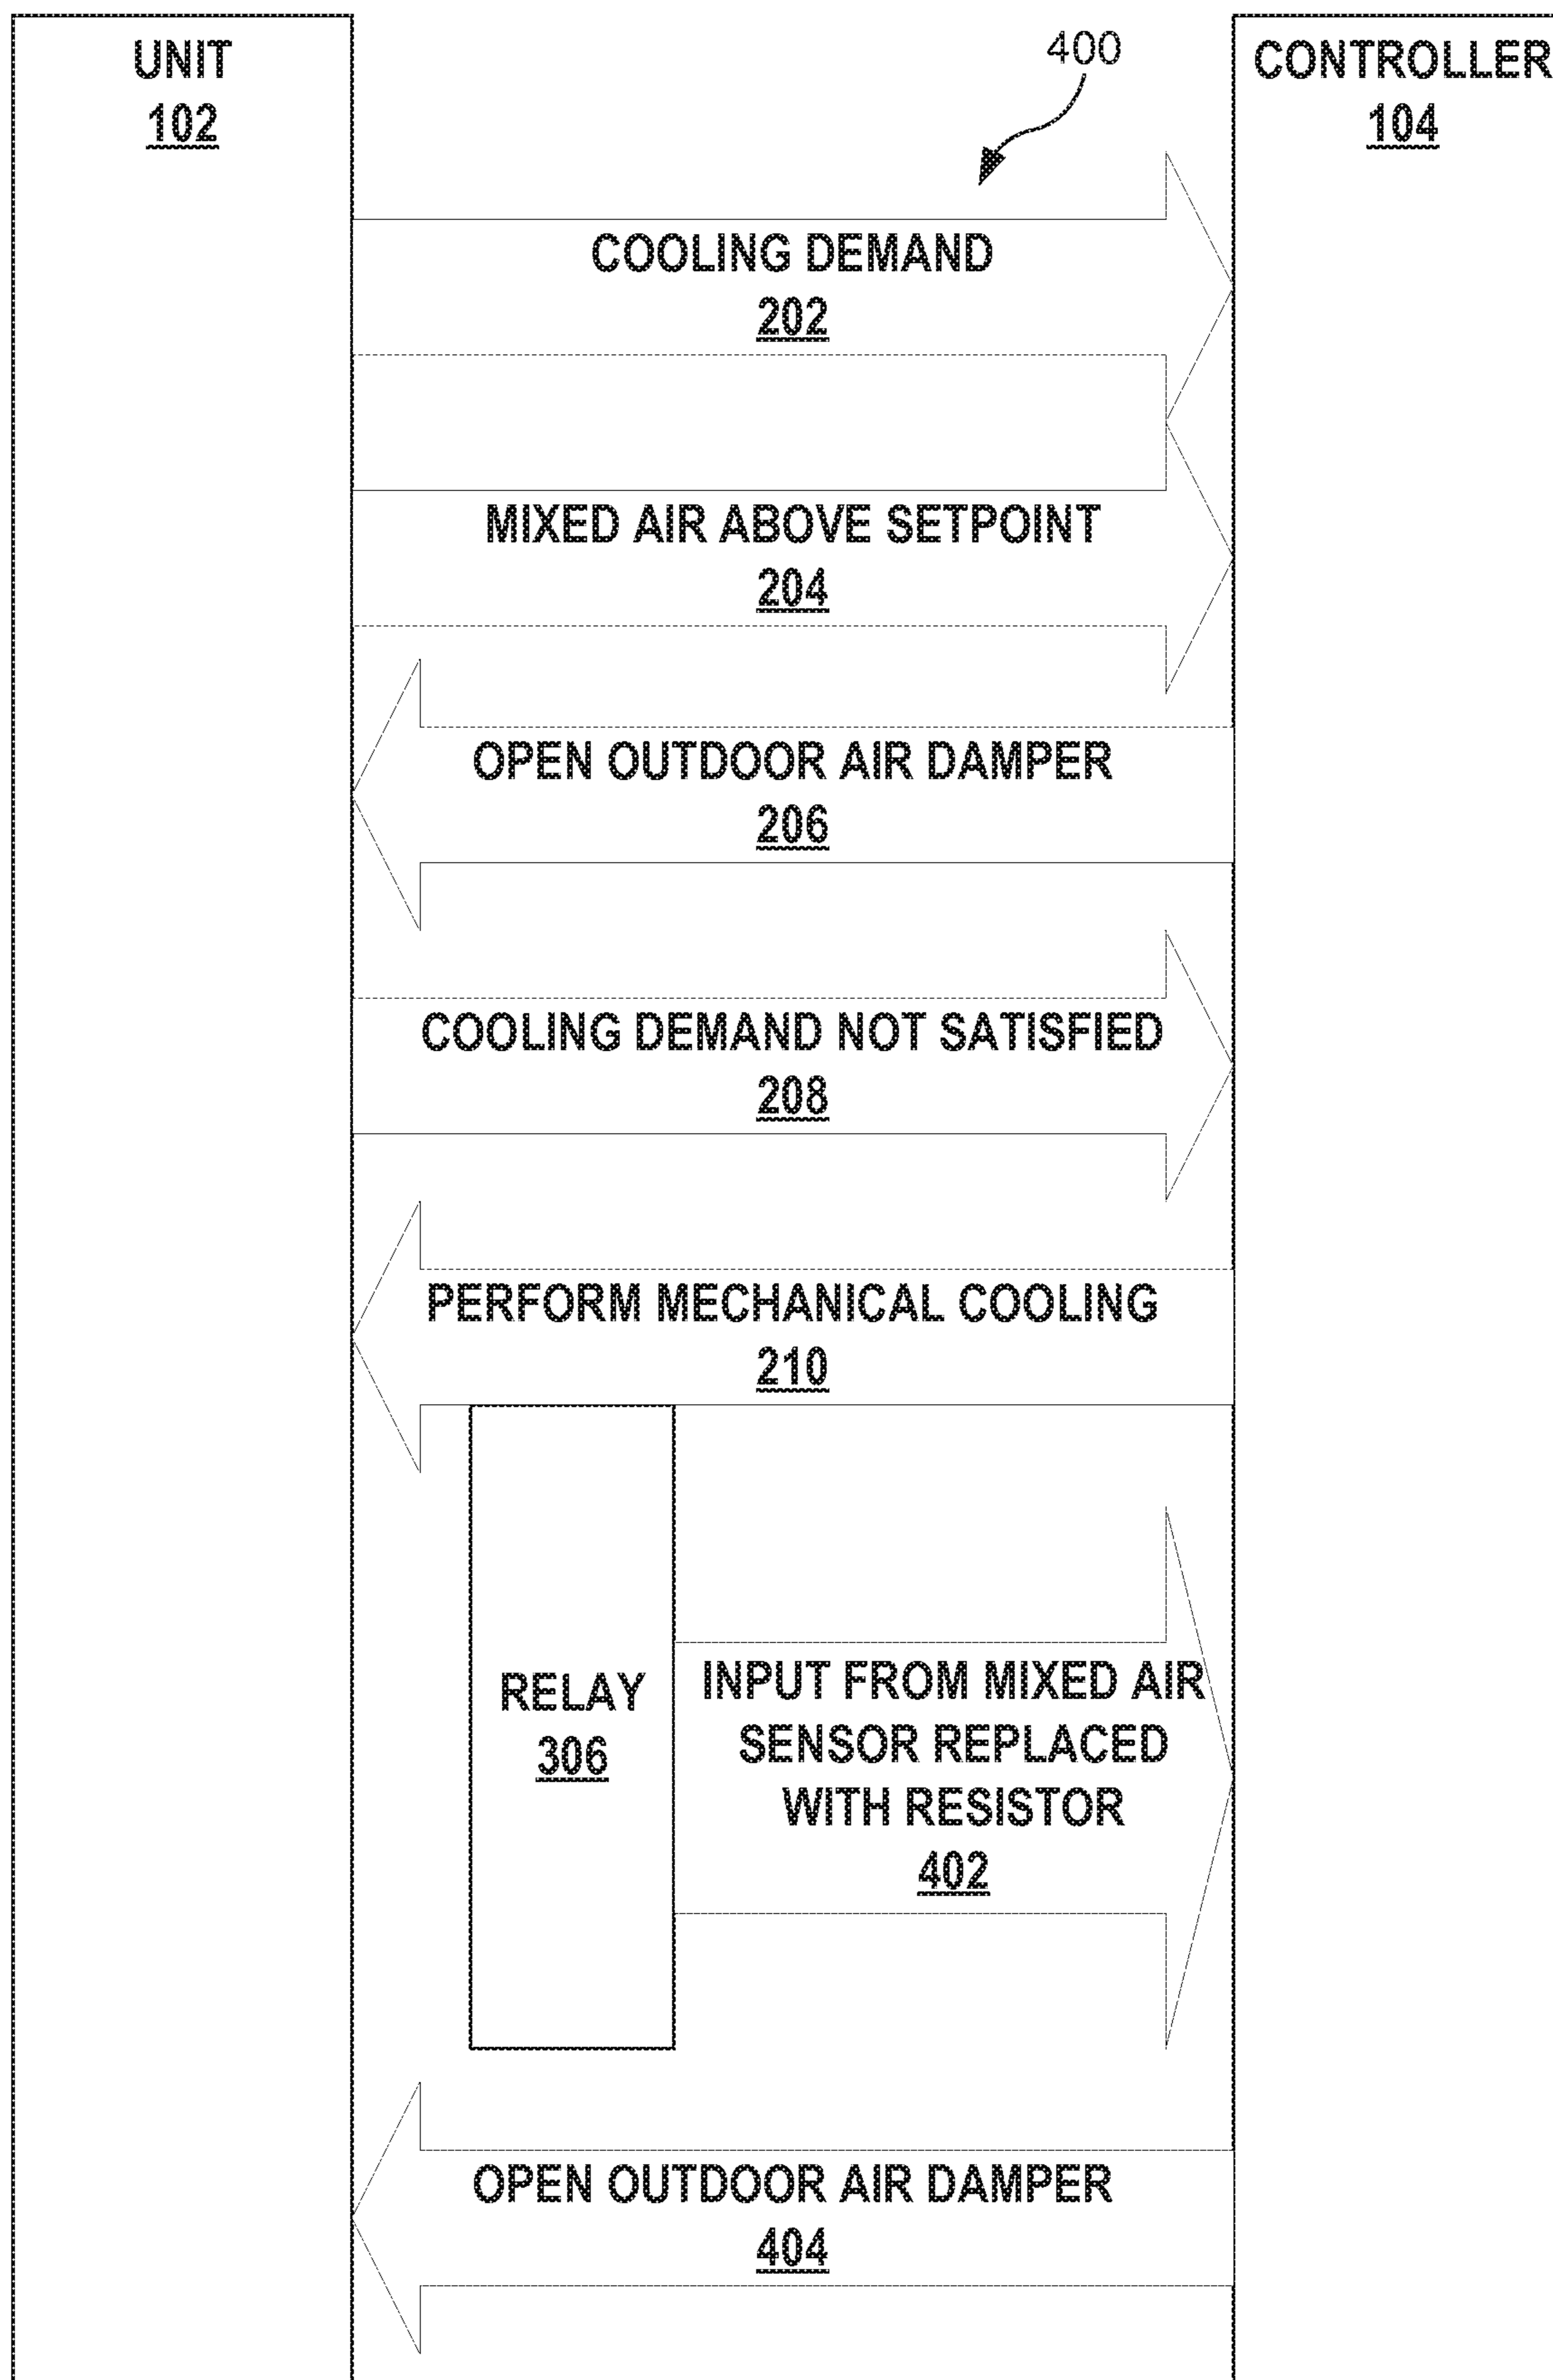 UNIT
102
400
CONTROLLER
104
COOLING DEMAND
202
MIXED AIR ABOVE SETPOINT
204
OPEN OUTDOOR AIR DAMPER
206
COOLING DEMAND NOT SATISFIED
208
PERFORM MECHANICAL COOLING
210
RELAY
306
INPUT FROM MIXED AIR
SENSOR REPLACED
WITH RESISTOR
402
OPEN OUTDOOR AIR DAMPER
404